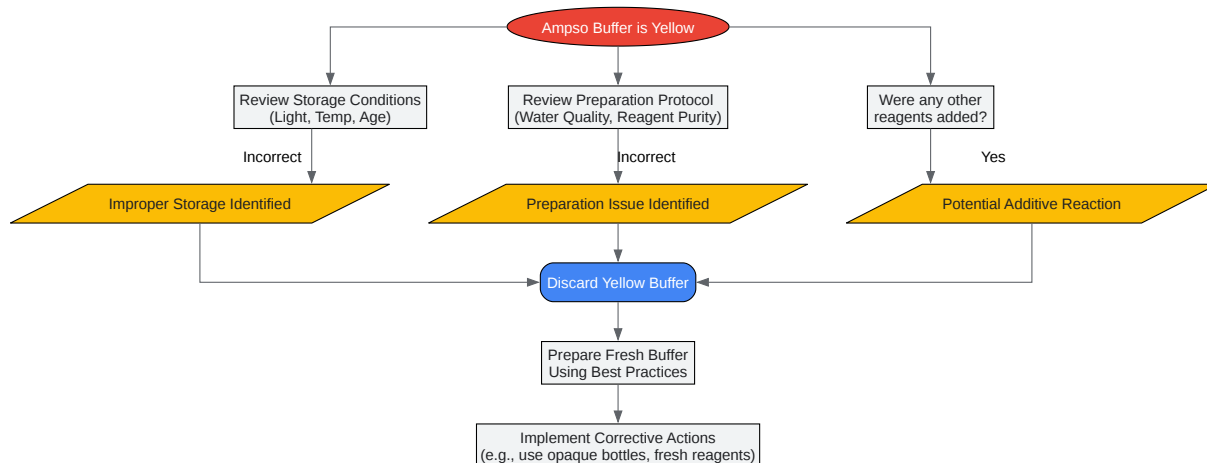 Ampso Buffer is Yellow
Review Storage Conditions
(Light, Temp, Age)
Review Preparation Protocol
(Water Quality, Reagent Purity)
Were any other
reagents added?
Incorrect
Incorrect
Yes
Improper Storage Identified
Preparation Issue Identified
Potential Additive Reaction
Discard Yellow Buffer
Prepare Fresh Buffer
Using Best Practices
Implement Corrective Actions
(e.g., use opaque bottles, fresh reagents)